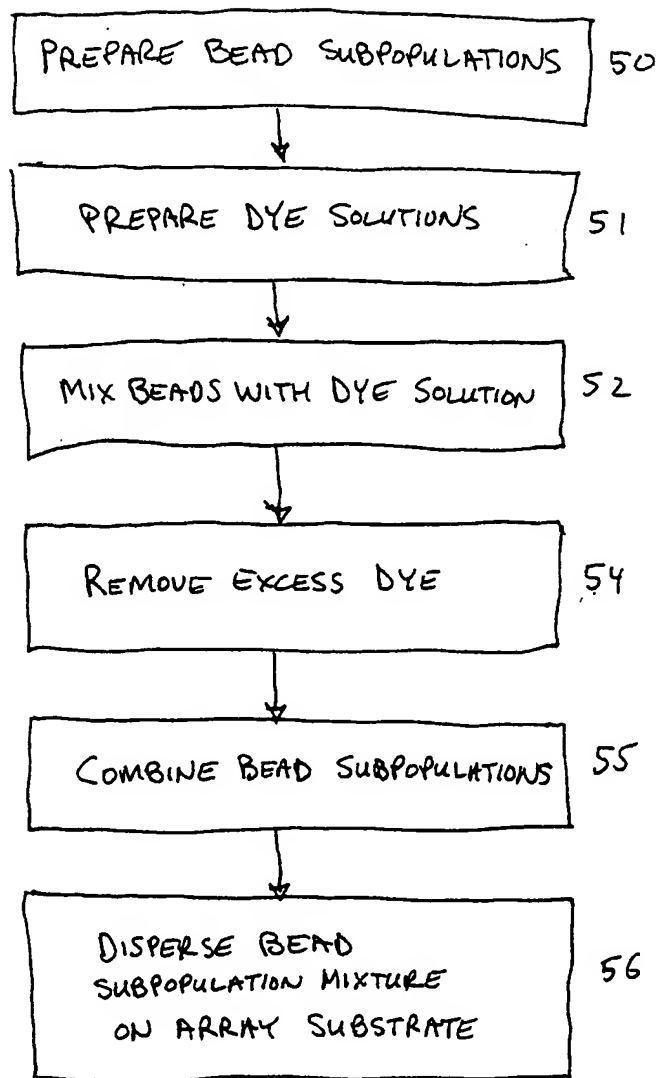 PREPARE BEAD SUBPOPULATIONS 50
PREPARE DYE SOLUTIONS 51
MIX BEADS WITH DYE SOLUTION 52
REMOVE EXCESS DYE 54
COMBINE BEAD SUBPOPULATIONS 55
DISPERSE BEAD
SUBPOPULATION MIXTURE
ON ARRAY SUBSTRATE 56